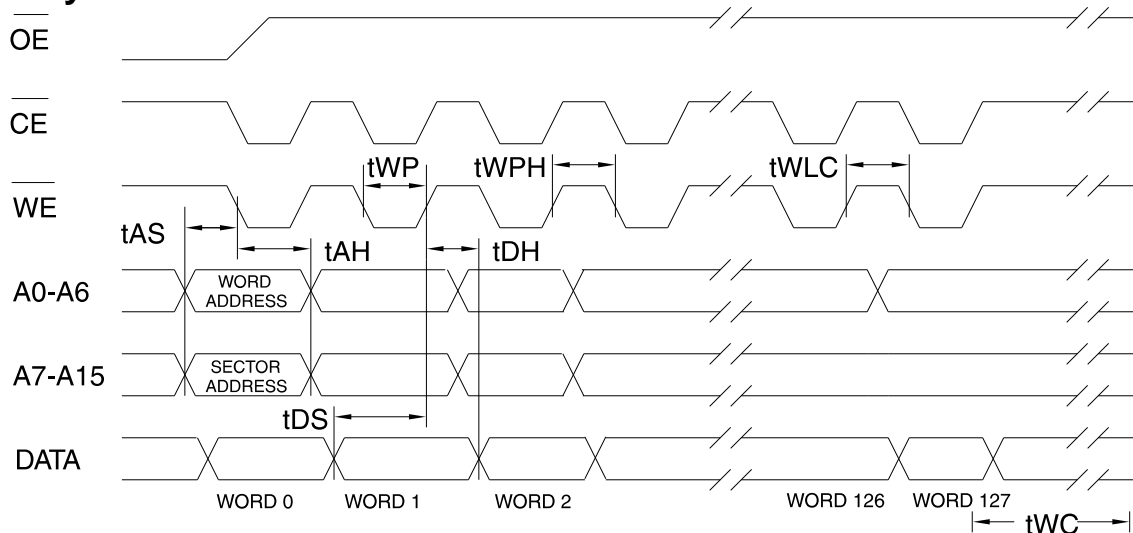 OE
CE
tWP tWPH tWLC
WE
tAS tAH tDH
A0-A6 WORD
ADDRESS
A7-A15 SECTOR
ADDRESS
tDS
DATA
WORD 0 WORD 1 WORD 2 WORD 126 WORD 127
tWC